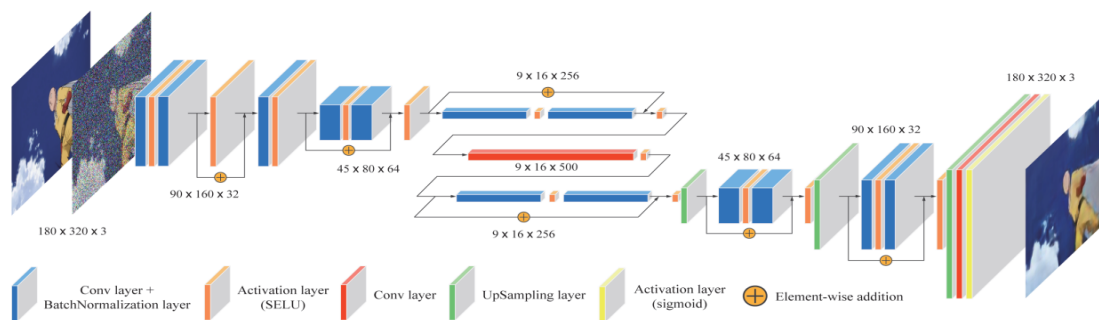 9 x 16 x 256
180 x 320 x 3
90 x 160 x 32
45 x 80 x 64
9 x 16 x 500
45 x 80 x 64
90 x 160 x 32
180 x 320 x 3
9 x 16 x 256
Conv layer +
BatchNormalization layer
Activation layer
(SELU)
Conv layer
UpSampling layer
Activation layer
(sigmoid)
Element-wise addition